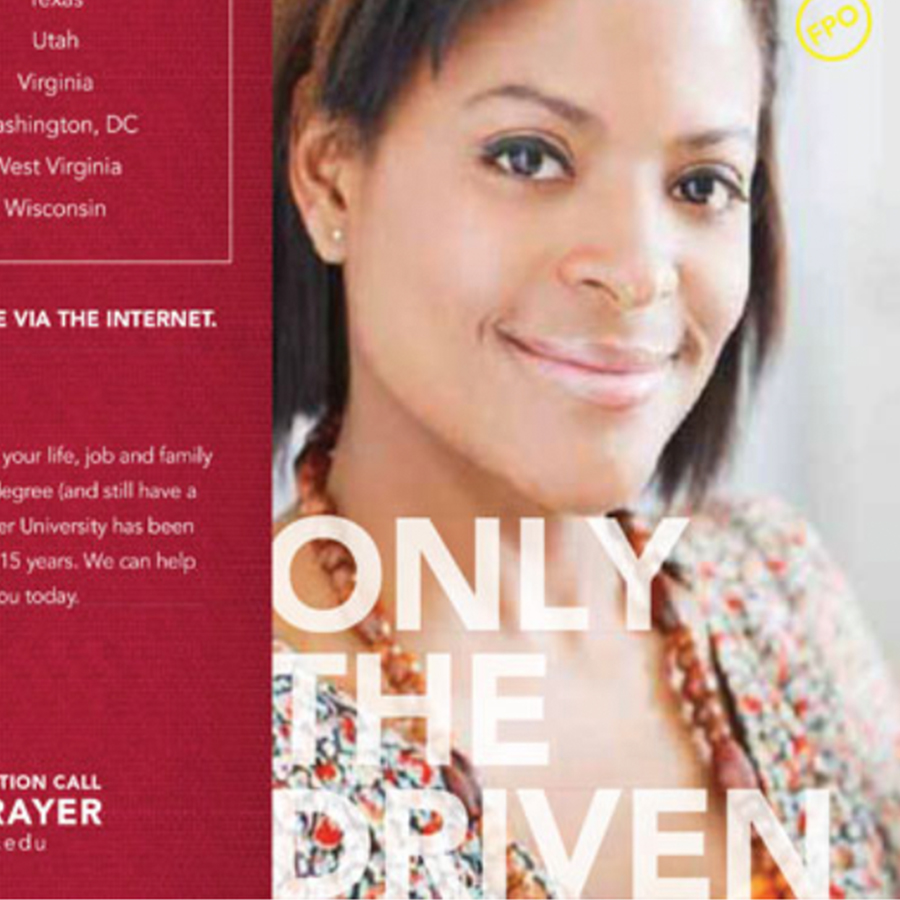 Texas
Utah
Virginia
ashington, DC
West Virginia
Wisconsin
E VIA THE INTERNET.
your life, job and family
degree (and still have a
er University has been
15 years. We can help
ou today.
TION CALL
RAYER
.edu
FPO
ONLY
THE
DRIVEN